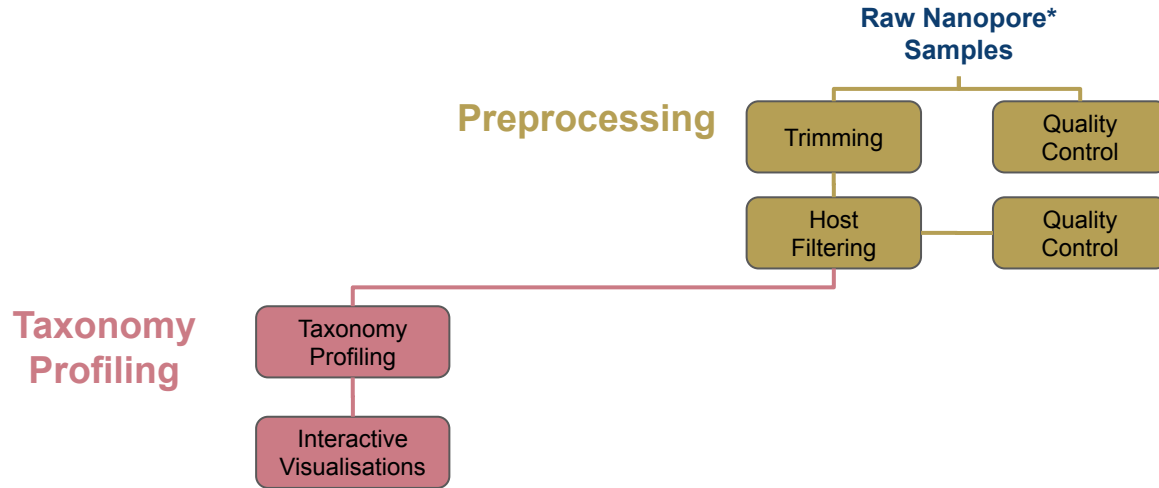 Raw Nanopore*
Samples
Preprocessing
Trimming
Quality
Control
Host
Filtering
Quality
Control
Taxonomy
Profiling
Taxonomy
Profiling
Interactive
Visualisations